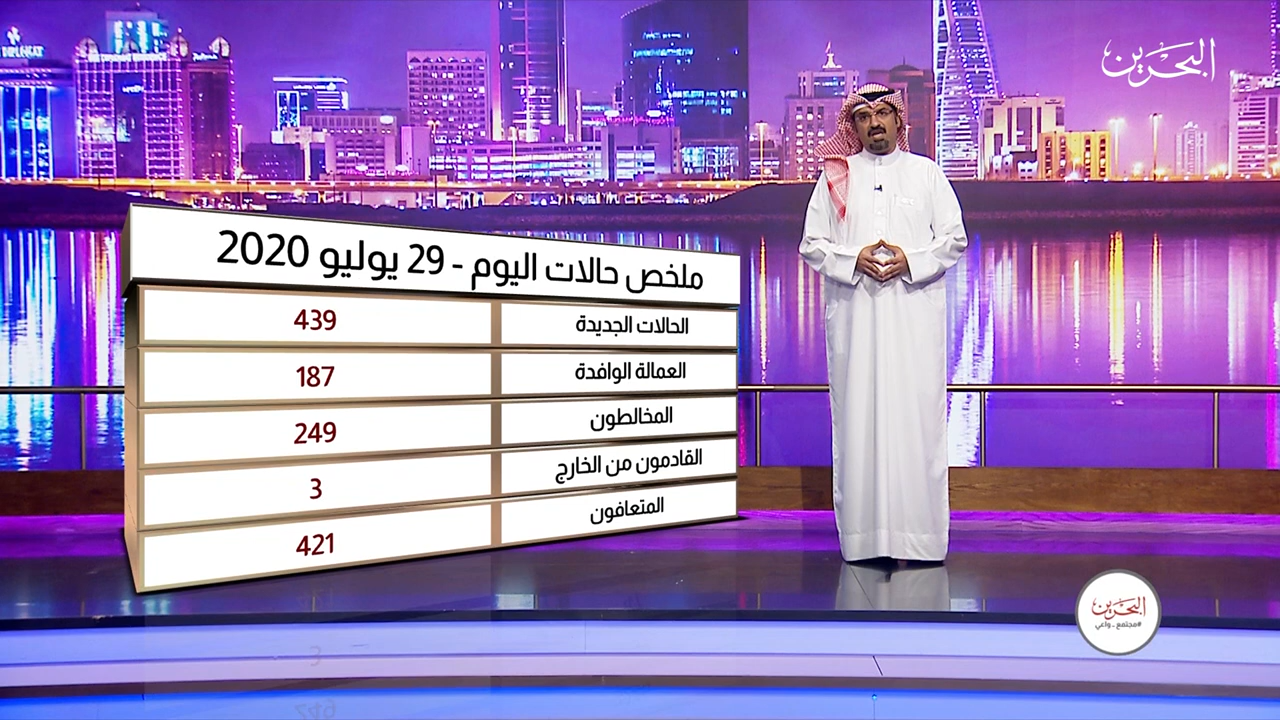 البحرين
ملخص حالات اليوم - 29 يوليو 2020
الحالات الجديدة 439
العمالة الوافدة 187
المخالطون 249
القادمون من الخارج 3
المتعافون 421
البحرين
#مجتمع_واعي